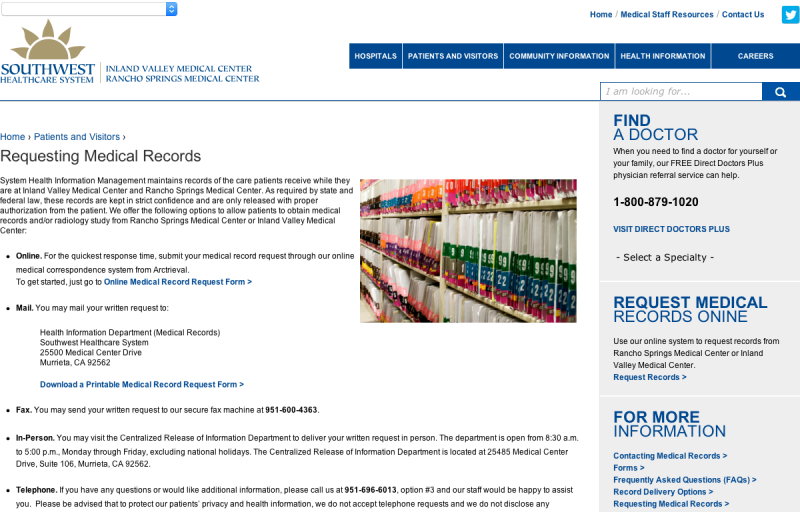 Home / Medical Staff Resources / Contact Us
SOUTHWEST
HEALTHCARE SYSTEM
INLAND VALLEY MEDICAL CENTER
RANCHO SPRINGS MEDICAL CENTER
HOSPITALS
PATIENTS AND VISITORS
COMMUNITY INFORMATION
HEALTH INFORMATION
CAREERS
I am looking for...
Home › Patients and Visitors ›
Requesting Medical Records
System Health Information Management maintains records of the care patients receive while they
are at Inland Valley Medical Center and Rancho Springs Medical Center. As required by state and
federal law, these records are kept in strict confidence and are only released with proper
authorization from the patient. We offer the following options to allow patients to obtain medical
records and/or radiology study from Rancho Springs Medical Center or Inland Valley Medical
Center:
• Online. For the quickest response time, submit your medical record request through our online
medical correspondence system from Arctrieval.
To get started, just go to Online Medical Record Request Form >
• Mail. You may mail your written request to:
Health Information Department (Medical Records)
Southwest Healthcare System
25500 Medical Center Drive
Murrieta, CA 92562
Download a Printable Medical Record Request Form >
• Fax. You may send your written request to our secure fax machine at 951-600-4363.
• In-Person. You may visit the Centralized Release of Information Department to deliver your written request in person. The department is open from 8:30 a.m.
to 5:00 p.m., Monday through Friday, excluding national holidays. The Centralized Release of Information Department is located at 25485 Medical Center
Drive, Suite 106, Murrieta, CA 92562.
• Telephone. If you have any questions or would like additional information, please call us at 951-696-6013, option #3 and our staff would be happy to assist
you. Please be advised that to protect our patients' privacy and health information, we do not accept telephone requests and we do not disclose any
FIND
A DOCTOR
When you need to find a doctor for yourself or
your family, our FREE Direct Doctors Plus
physician referral service can help.
1-800-879-1020
VISIT DIRECT DOCTORS PLUS
- Select a Specialty -
REQUEST MEDICAL
RECORDS ONINE
Use our online system to request records from
Rancho Springs Medical Center or Inland
Valley Medical Center.
Request Records >
FOR MORE
INFORMATION
Contacting Medical Records >
Forms >
Frequently Asked Questions (FAQs) >
Record Delivery Options >
Requesting Medical Records >